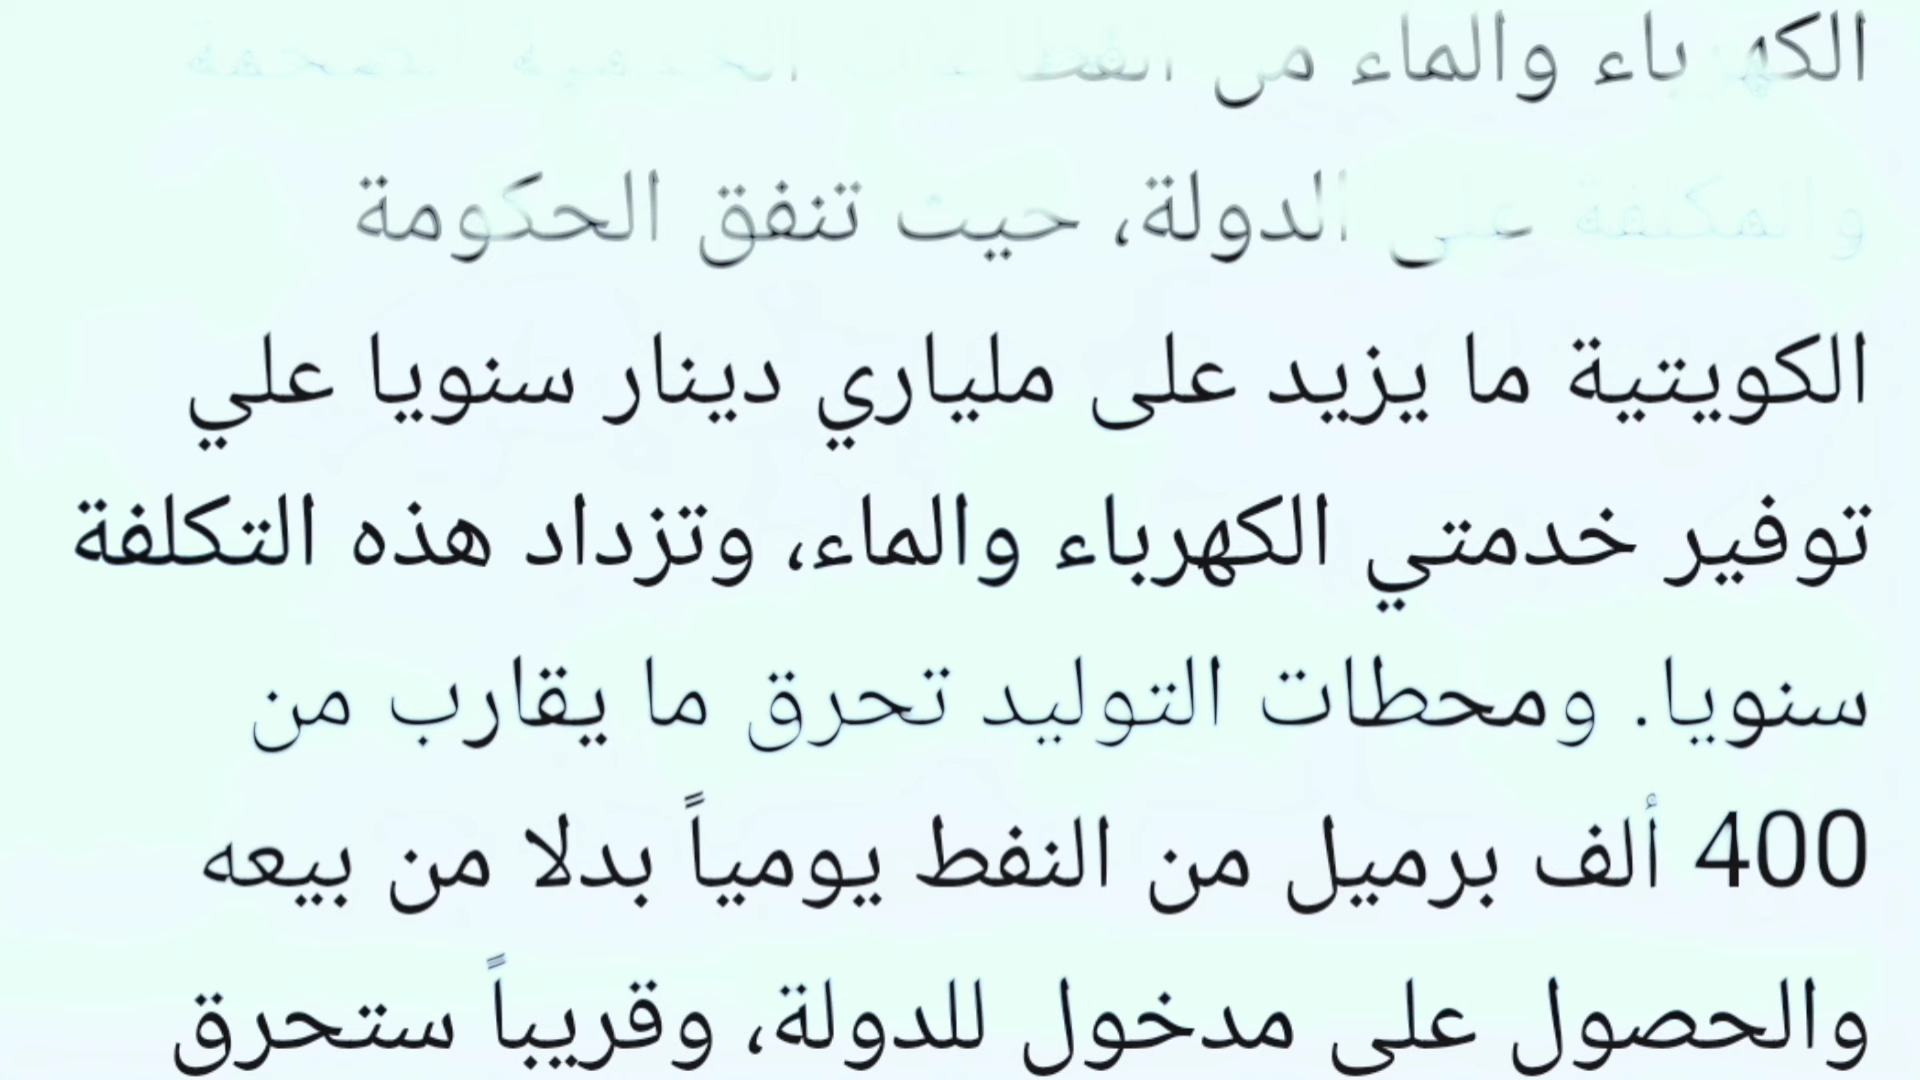 الكهرباء والماء من
والمكلفة على الدولة، حيث تنفق الحكومة
الكويتية ما يزيد على ملياري دينار سنويا علي
توفير خدمتي الكهرباء والماء، وتزداد هذه التكلفة
سنويا. ومحطات التوليد تحرق ما يقارب من
400 ألف برميل من النفط يومياً بدلا من بيعه
والحصول على مدخول للدولة، وقريباً ستحرق